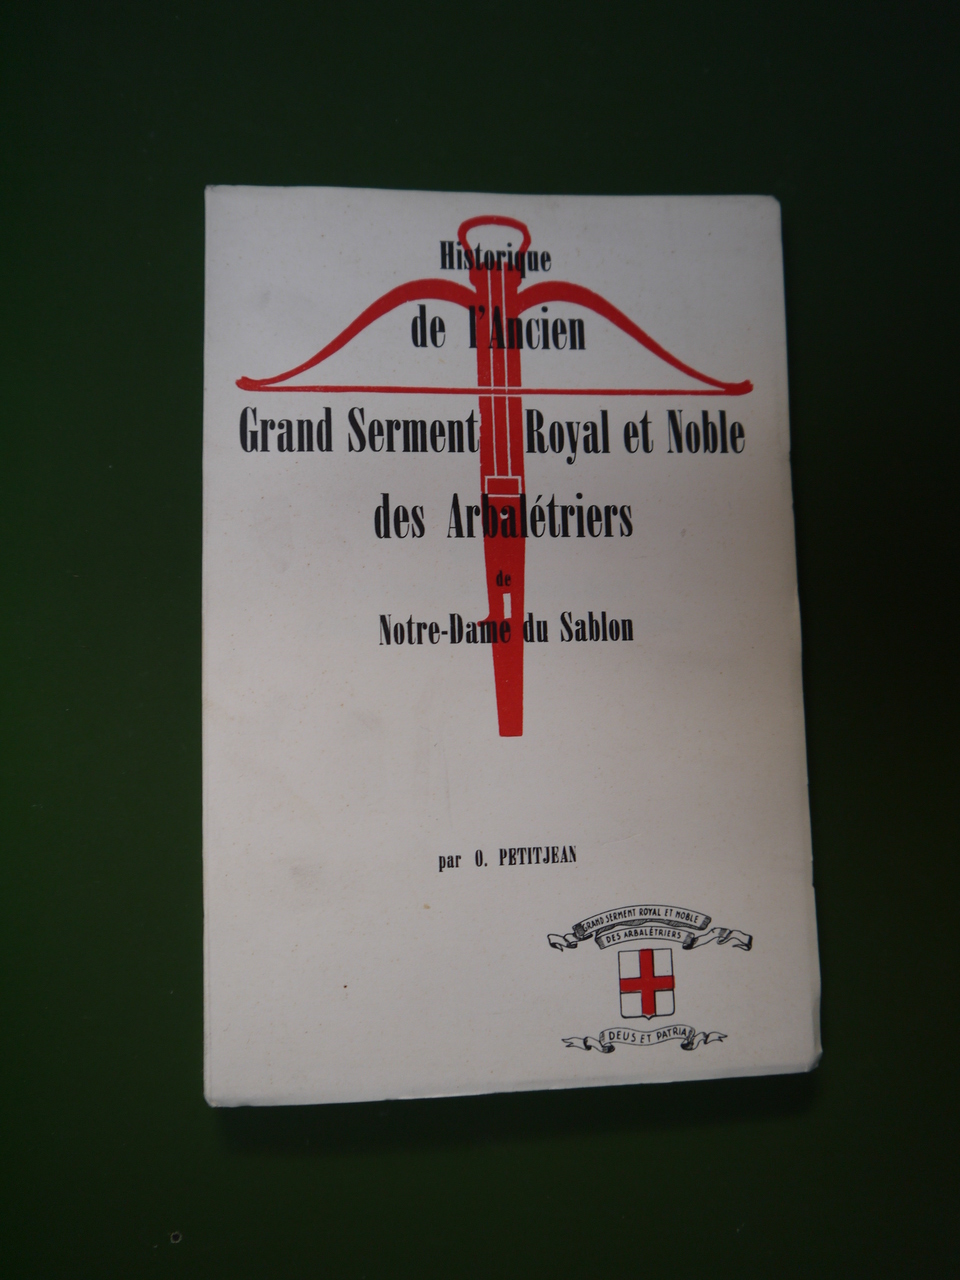 Historique
de l'Ancien
Grand Serment Royal et Noble
des Arbalétriers
de
Notre-Dame du Sablon
par O. PETITJEAN
GRAND SERMENT ROYAL ET NOBLE
DES ARBALÉTRIERS
DEUS ET PATRIA